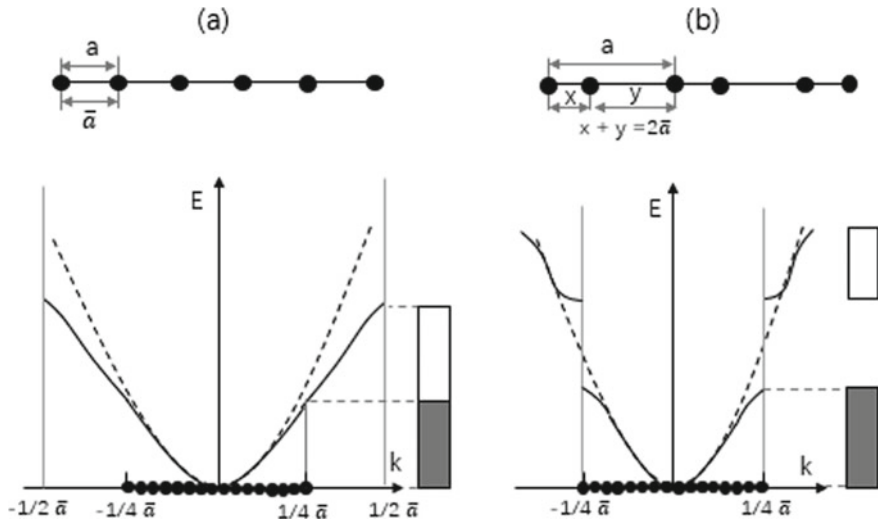 (a)
a
ā
E
k
-1/2 ā
-1/4 ā
1/4 ā
1/2 ā
(b)
a
x
y
x + y =2ā
E
k
-1/4 ā
1/4 ā